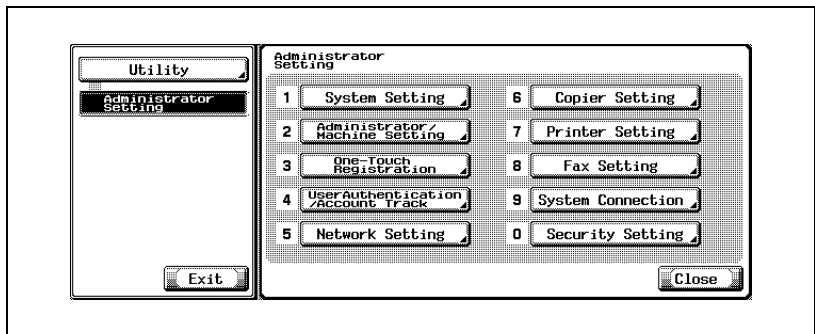 Utility
Administrator
Setting
Exit
Administrator
Setting
1 System Setting
2 Administrator/
Machine Setting
3 One-Touch
Registration
4 UserAuthentication
/Account Track
5 Network Setting
6 Copier Setting
7 Printer Setting
8 Fax Setting
9 System Connection
0 Security Setting
Close